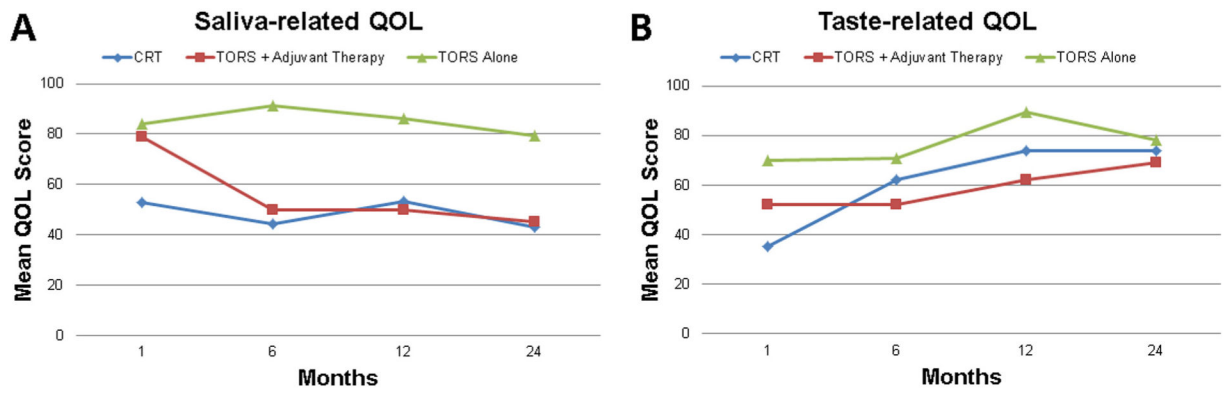 A
Saliva-related QOL
CRT TORS + Adjuvant Therapy TORS Alone
Mean QOL Score
100
80
60
40
20
0
1 6 12 24
Months
B
Taste-related QOL
CRT TORS + Adjuvant Therapy TORS Alone
Mean QOL Score
100
80
60
40
20
0
1 6 12 24
Months